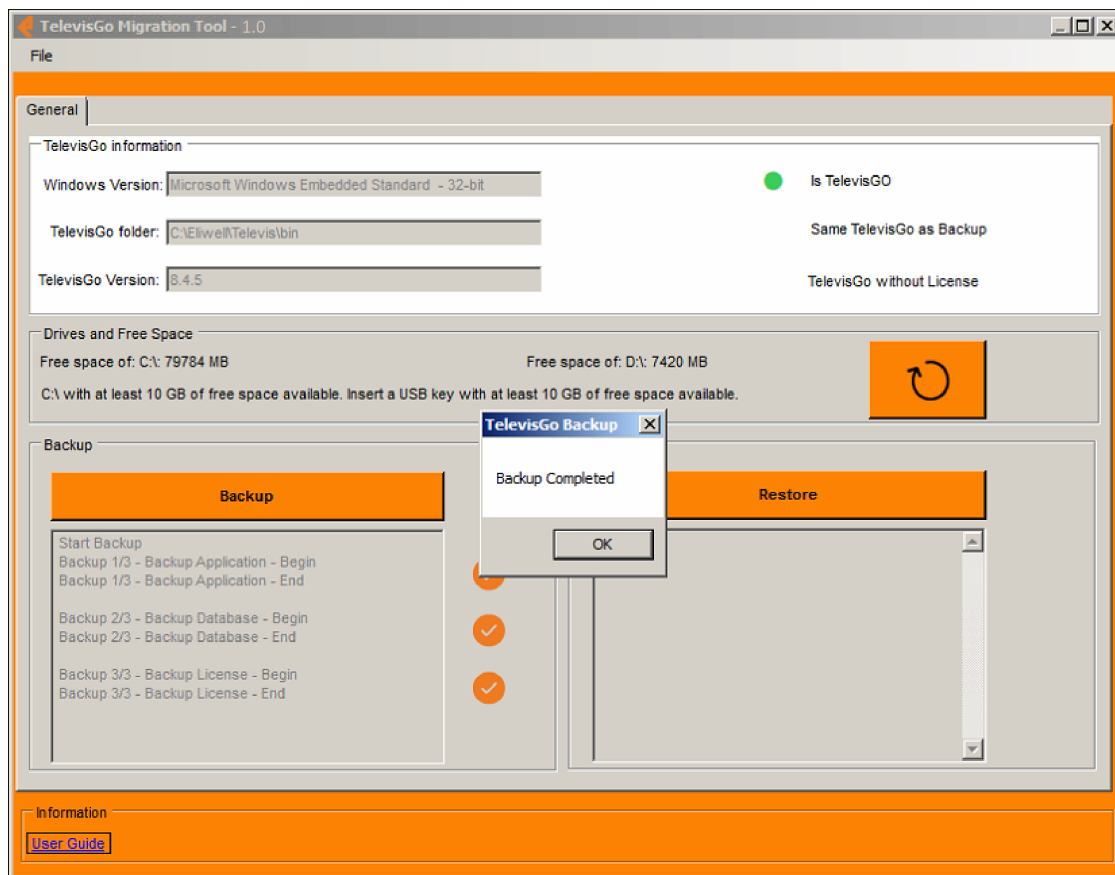 TelevisGo Migration Tool - 1.0
File
General
TelevisGo information
Windows Version: Microsoft Windows Embedded Standard - 32-bit
Is TelevisGO
TelevisGo folder: C:\Eliwell\Televis\bin
Same TelevisGo as Backup
TelevisGo Version: 8.4.5
TelevisGo without License
Drives and Free Space
Free space of: C:\: 79784 MB
Free space of: D:\: 7420 MB
C:\ with at least 10 GB of free space available. Insert a USB key with at least 10 GB of free space available.
TelevisGo Backup
Backup Completed
OK
Backup
Backup
Start Backup
Backup 1/3 - Backup Application - Begin
Backup 1/3 - Backup Application - End
Backup 2/3 - Backup Database - Begin
Backup 2/3 - Backup Database - End
Backup 3/3 - Backup License - Begin
Backup 3/3 - Backup License - End
Restore
Information
User Guide